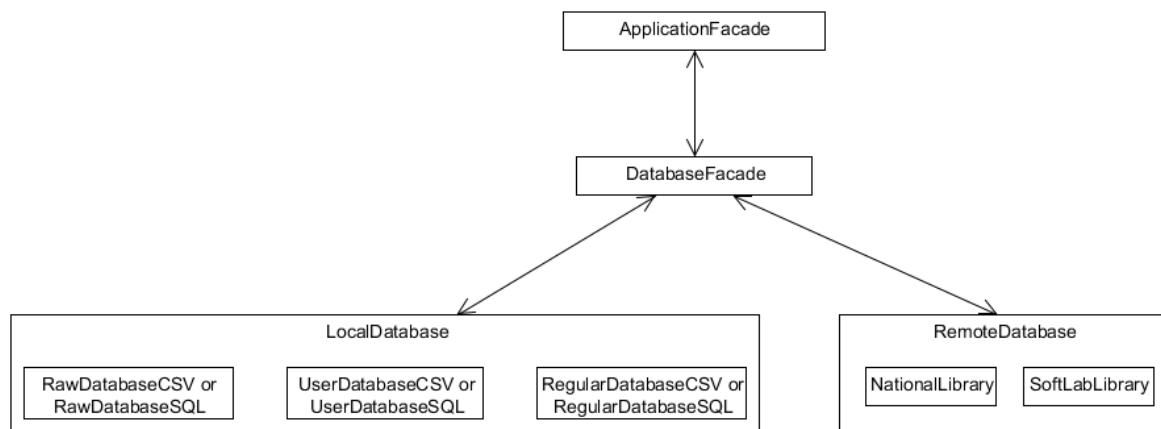 ApplicationFacade
DatabaseFacade
LocalDatabase
RawDatabaseCSV or
RawDatabaseSQL
UserDatabaseCSV or
UserDatabaseSQL
RegularDatabaseCSV or
RegularDatabaseSQL
RemoteDatabase
NationalLibrary
SoftLabLibrary